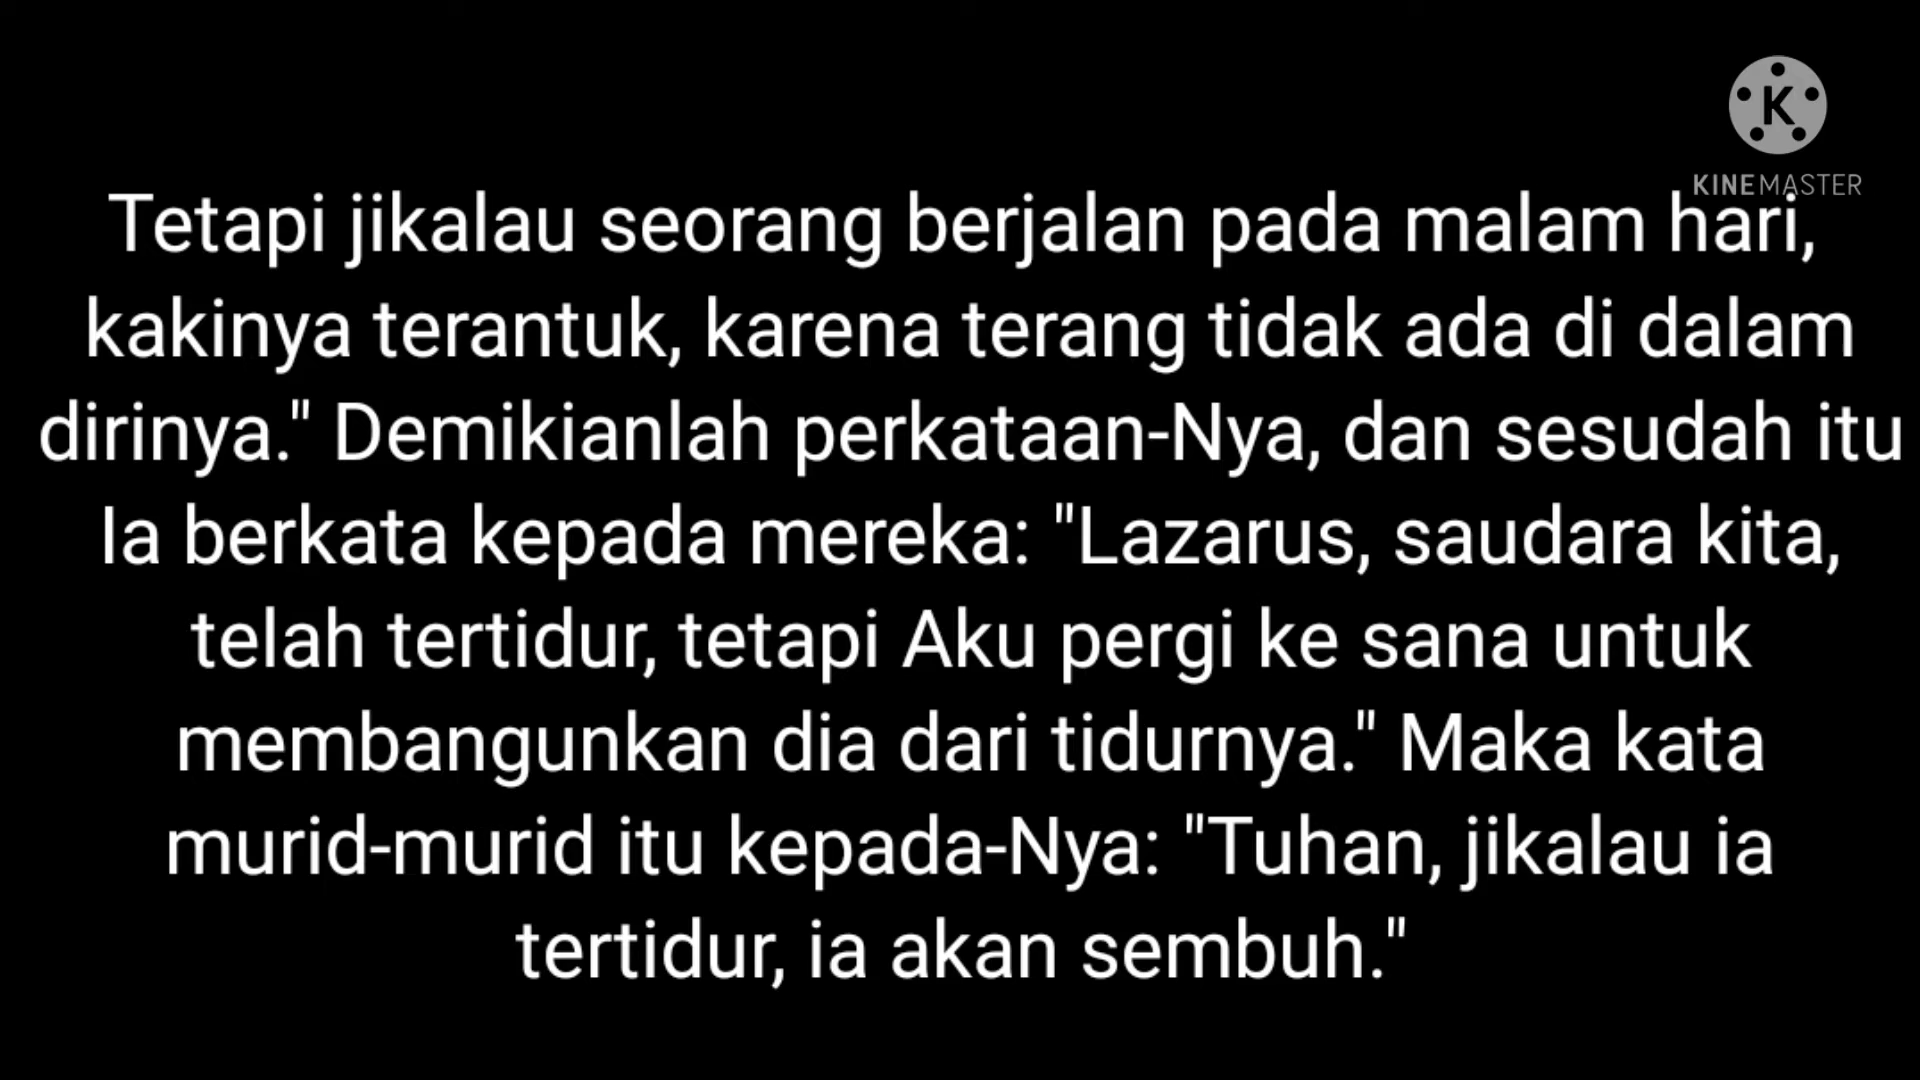 K
KINEMASTER
Tetapi jikalau seorang berjalan pada malam hari,
kakinya terantuk, karena terang tidak ada di dalam
dirinya." Demikianlah perkataan-Nya, dan sesudah itu
Ia berkata kepada mereka: "Lazarus, saudara kita,
telah tertidur, tetapi Aku pergi ke sana untuk
membangunkan dia dari tidurnya." Maka kata
murid-murid itu kepada-Nya: "Tuhan, jikalau ia
tertidur, ia akan sembuh."